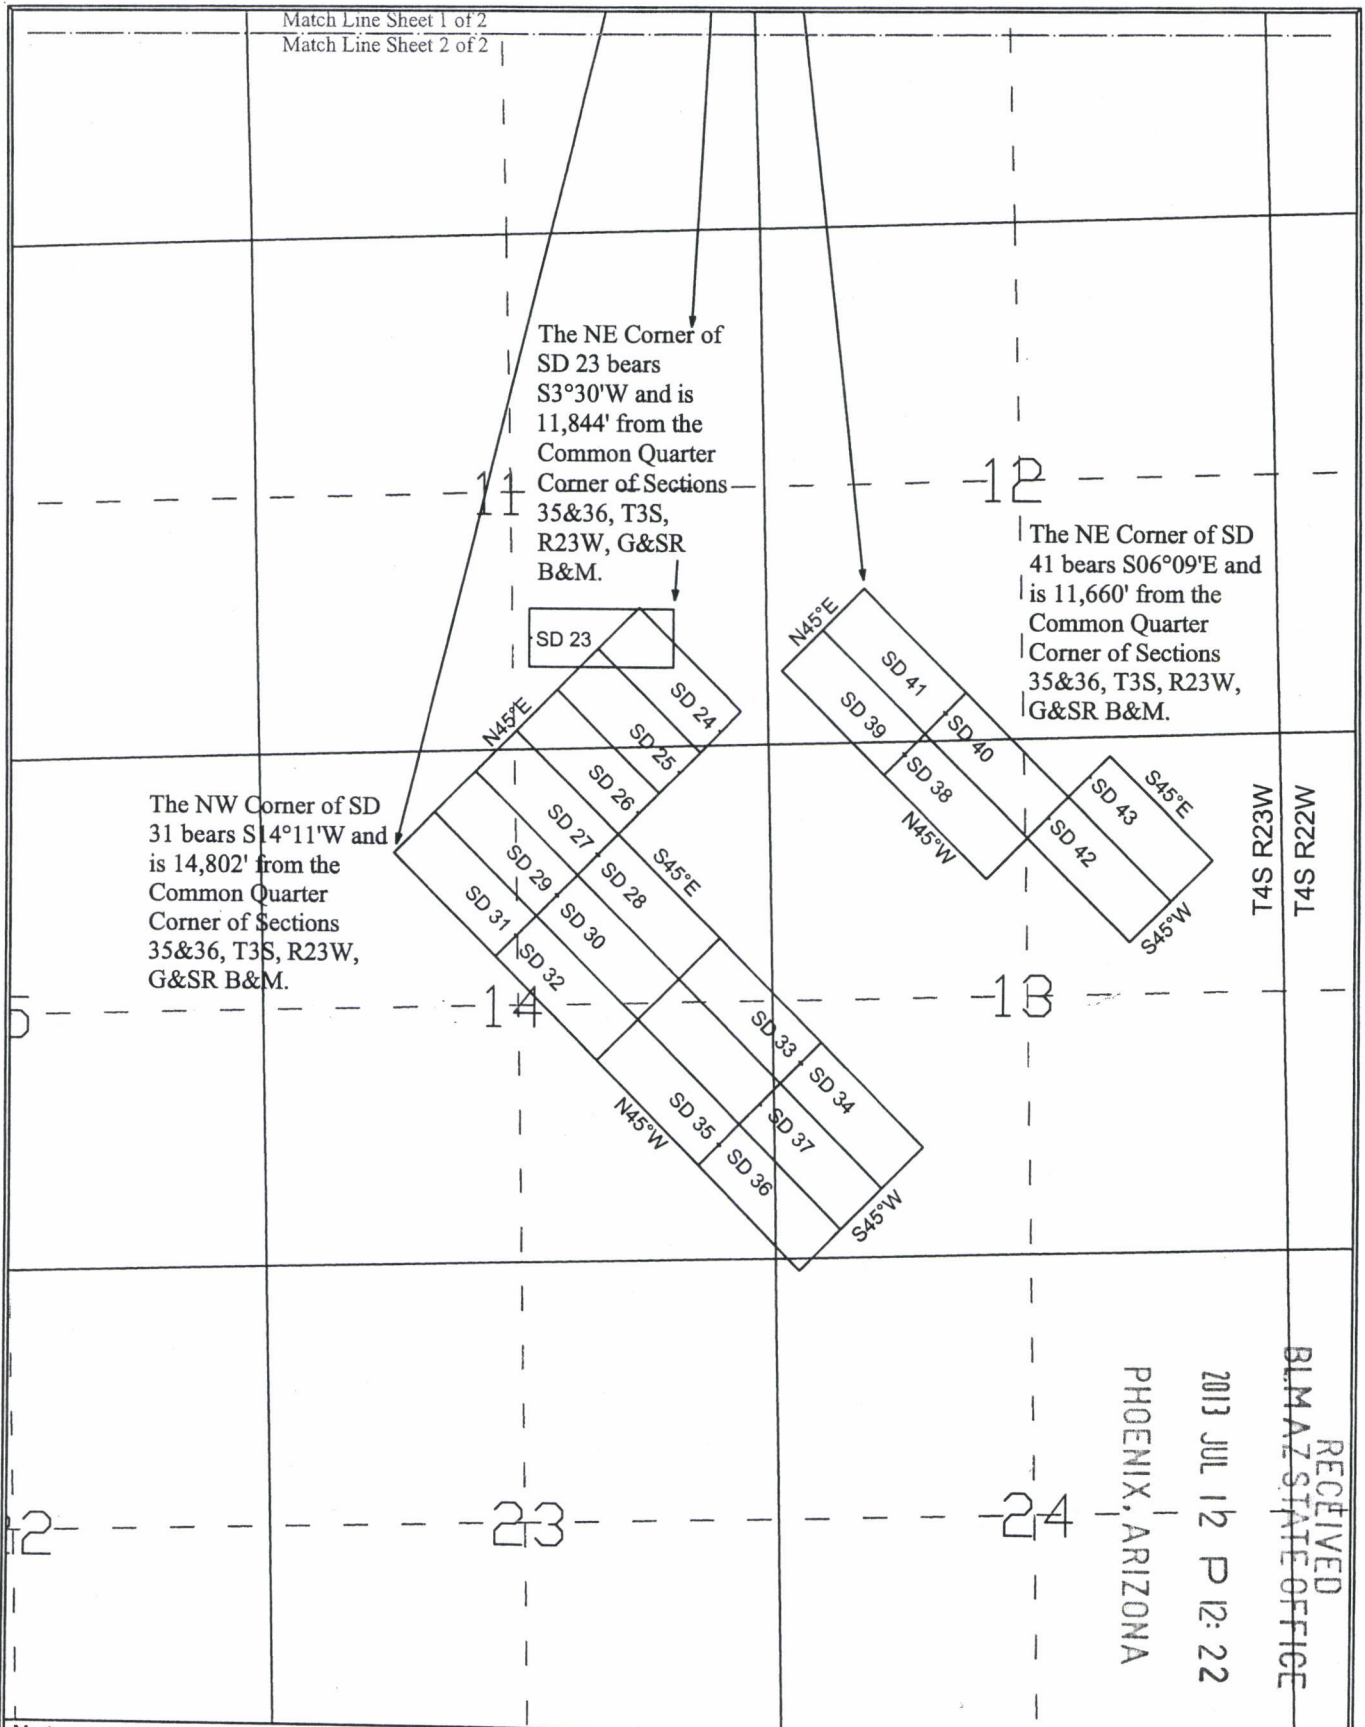 Match Line Sheet 1 of 2
Match Line Sheet 2 of 2
The NE Corner of
SD 23 bears
S3°30'W and is
11,844' from the
Common Quarter
Corner of Sections
35&36, T3S,
R23W, G&SR
B&M.
11
12
The NE Corner of SD
41 bears S06°09'E and
is 11,660' from the
Common Quarter
Corner of Sections
35&36, T3S, R23W,
G&SR B&M.
SD 23
N45°E
SD 24
SD 25
SD 26
SD 27
SD 28
SD 29
SD 30
SD 31
SD 32
S45°E
N45°E
SD 41
SD 39
SD 40
SD 38
N45°W
SD 43
SD 42
S45°E
S45°W
T4S R23W
T4S R22W
The NW Corner of SD
31 bears S14°11'W and
is 14,802' from the
Common Quarter
Corner of Sections
35&36, T3S, R23W,
G&SR B&M.
14
13
SD 33
SD 34
SD 35
SD 37
SD 36
N45°W
S45°W
23
24
RECEIVED
BLM AZ STATE OFFICE
2013 JUL 12 P 12: 22
PHOENIX, ARIZONA